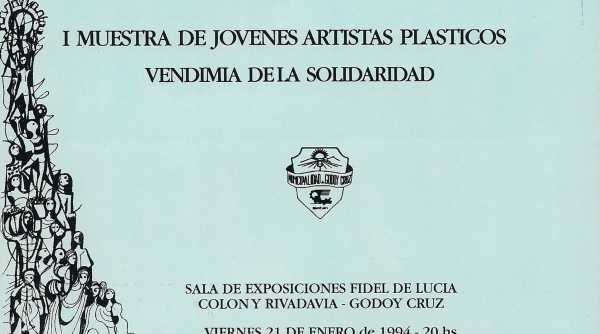 I MUESTRA DE JOVENES ARTISTAS PLASTICOS
VENDIMIA DE LA SOLIDARIDAD
MUNICIPALIDAD DE GODOY CRUZ
SALA DE EXPOSICIONES FIDEL DE LUCIA
COLON Y RIVADAVIA - GODOY CRUZ
VIERNES 21 DE ENERO de 1994 - 20 hs